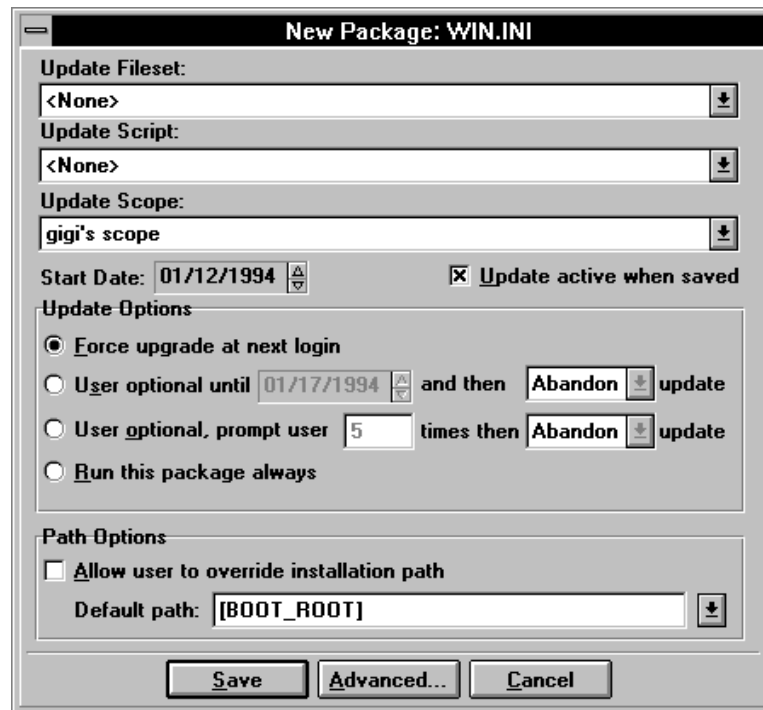 New Package: WIN.INI
Update Fileset:
<None>
Update Script:
<None>
Update Scope:
gigi's scope
Start Date: 01/12/1994 Update active when saved
Update Options
Force upgrade at next login
User optional until 01/17/1994 and then Abandon update
User optional, prompt user 5 times then Abandon update
Run this package always
Path Options
Allow user to override installation path
Default path: [BOOT_ROOT]
Save Advanced... Cancel